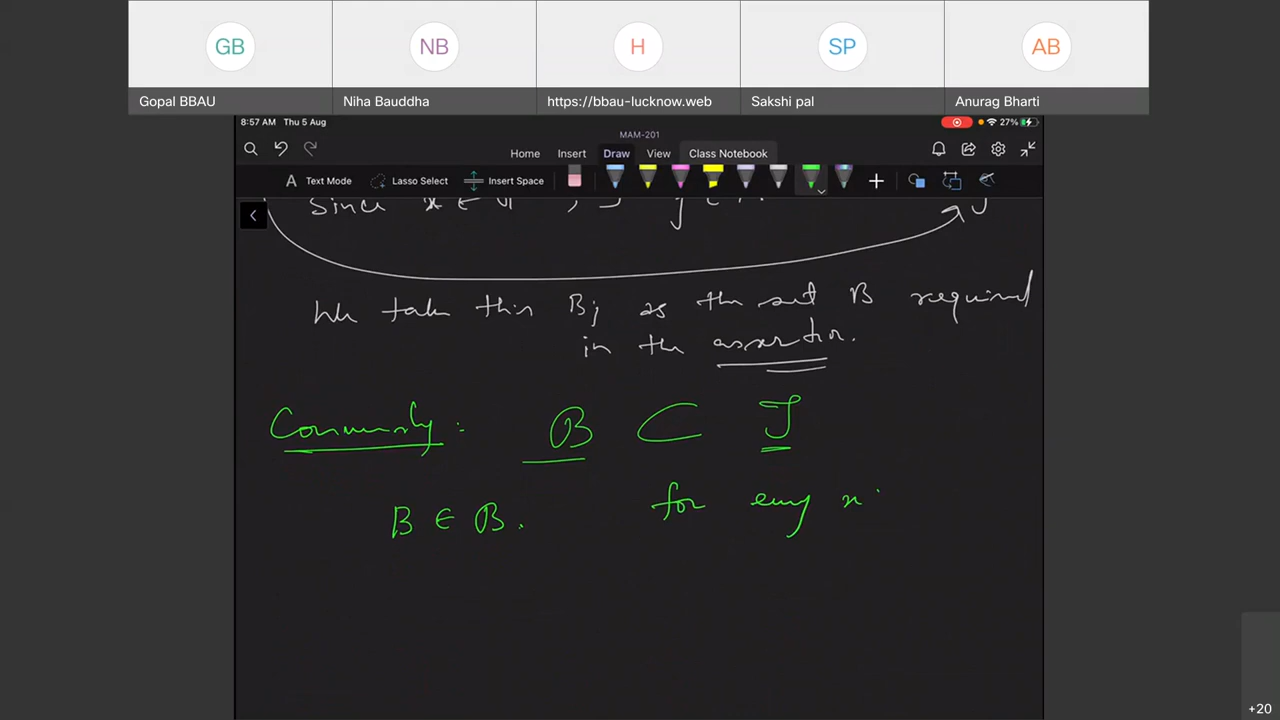 GB NB H SP AB
Gopal BBAU Niha Bauddha https://bbau-lucknow.web Sakshi pal Anurag Bharti
8:57 AM Thu 5 Aug 27%
MAM-201
Home Insert Draw View Class Notebook
Text Mode Lasso Select Insert Space
Since x ∈
We take this Bj as the set B required
in the assertion.
Conversely : B ⊂ J
B ∈ B. for every x
+20